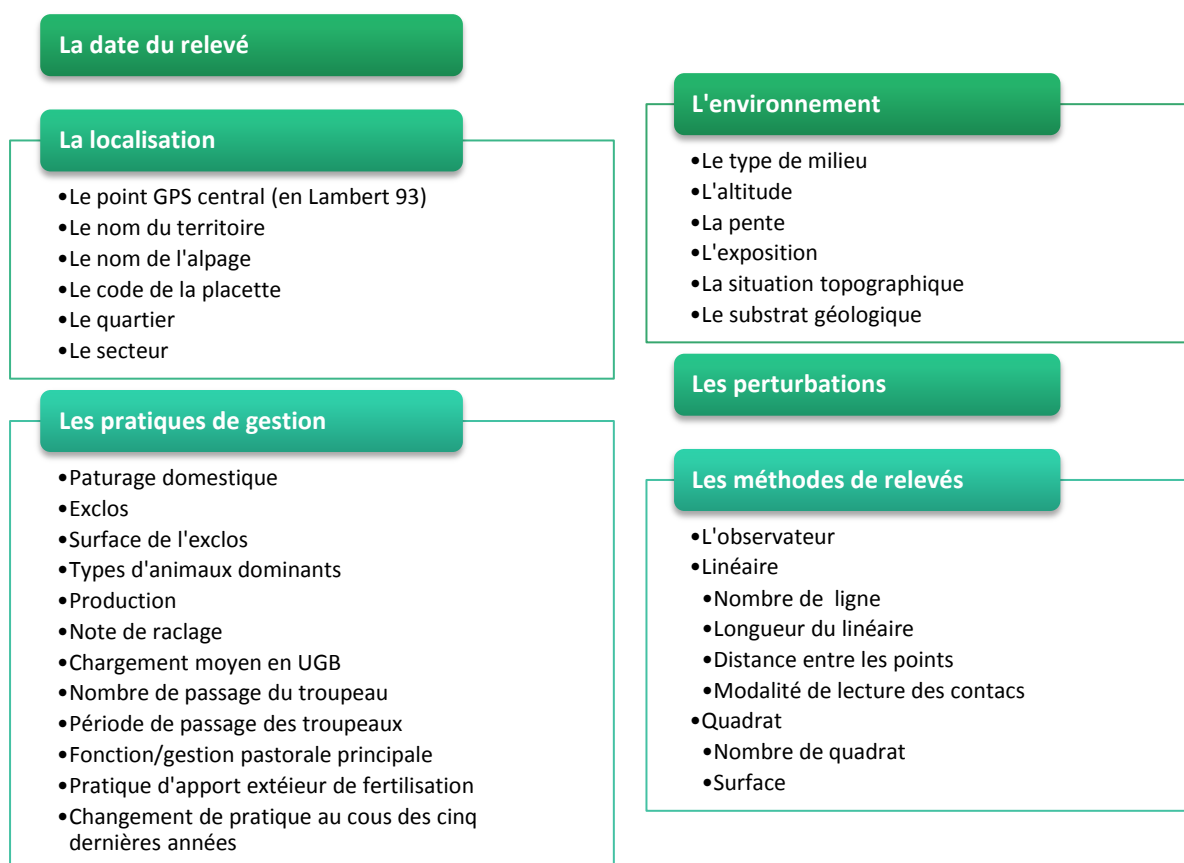 La date du relevé
La localisation
•Le point GPS central (en Lambert 93)
•Le nom du territoire
•Le nom de l'alpage
•Le code de la placette
•Le quartier
•Le secteur
Les pratiques de gestion
•Paturage domestique
•Exclos
•Surface de l'exclos
•Types d'animaux dominants
•Production
•Note de raclage
•Chargement moyen en UGB
•Nombre de passage du troupeau
•Période de passage des troupeaux
•Fonction/gestion pastorale principale
•Pratique d'apport extéieur de fertilisation
•Changement de pratique au cous des cinq
dernières années
L'environnement
•Le type de milieu
•L'altitude
•La pente
•L'exposition
•La situation topographique
•Le substrat géologique
Les perturbations
Les méthodes de relevés
•L'observateur
•Linéaire
•Nombre de ligne
•Longueur du linéaire
•Distance entre les points
•Modalité de lecture des contacs
•Quadrat
•Nombre de quadrat
•Surface